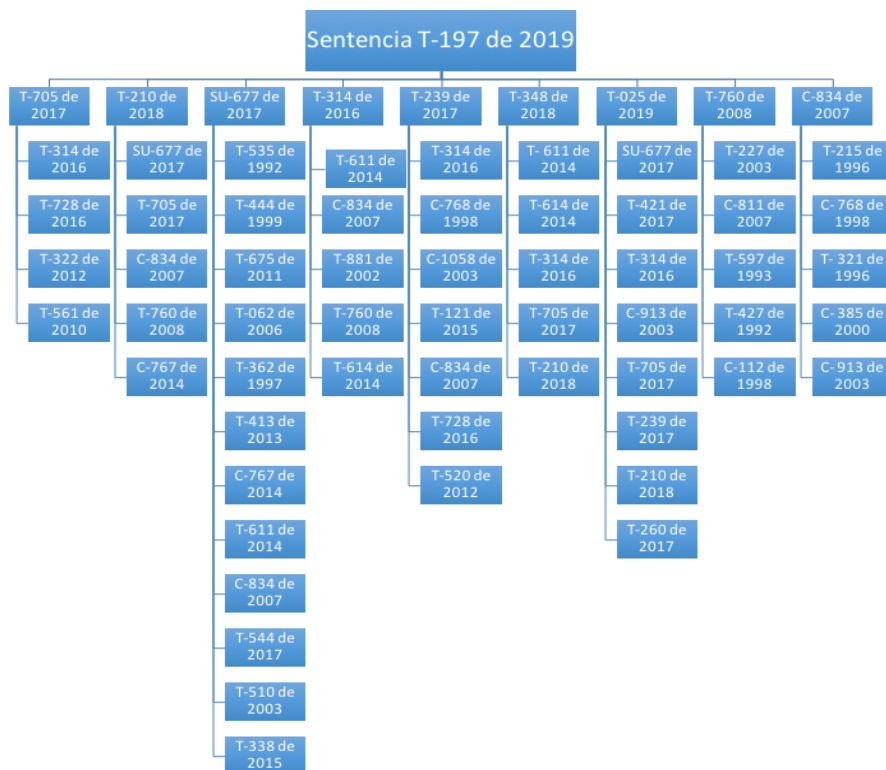 Sentencia T-197 de 2019
T-705 de
2017
T-314 de
2016
T-728 de
2016
T-322 de
2012
T-561 de
2010
T-210 de
2018
SU-677 de
2017
T-705 de
2017
C-834 de
2007
T-760 de
2008
C-767 de
2014
SU-677 de
2017
T-535 de
1992
T-444 de
1999
T-675 de
2011
T-062 de
2006
T-362 de
1997
T-413 de
2013
C-767 de
2014
T-611 de
2014
C-834 de
2007
T-544 de
2017
T-510 de
2003
T-338 de
2015
T-314 de
2016
T-611 de
2014
C-834 de
2007
T-881 de
2002
T-760 de
2008
T-614 de
2014
T-239 de
2017
T-314 de
2016
C-768 de
1998
C-1058 de
2003
T-121 de
2015
C-834 de
2007
T-728 de
2016
T-520 de
2012
T-348 de
2018
T- 611 de
2014
T-614 de
2014
T-314 de
2016
T-705 de
2017
T-210 de
2018
T-025 de
2019
SU-677 de
2017
T-421 de
2017
T-314 de
2016
C-913 de
2003
T-705 de
2017
T-239 de
2017
T-210 de
2018
T-260 de
2017
T-760 de
2008
T-227 de
2003
C-811 de
2007
T-597 de
1993
T-427 de
1992
C-112 de
1998
C-834 de
2007
T-215 de
1996
C- 768 de
1998
T- 321 de
1996
C- 385 de
2000
C- 913 de
2003